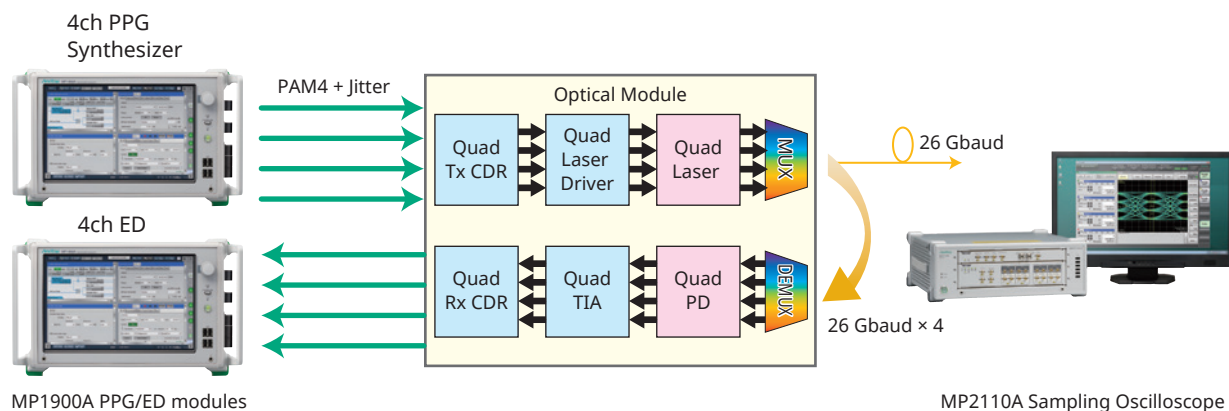 4ch PPG
Synthesizer
PAM4 + Jitter
Optical Module
Quad
Tx CDR
Quad
Laser
Driver
Quad
Laser
MUX
26 Gbaud
4ch ED
Quad
Rx CDR
Quad
TIA
Quad
PD
DEMUX
26 Gbaud × 4
MP1900A PPG/ED modules
MP2110A Sampling Oscilloscope